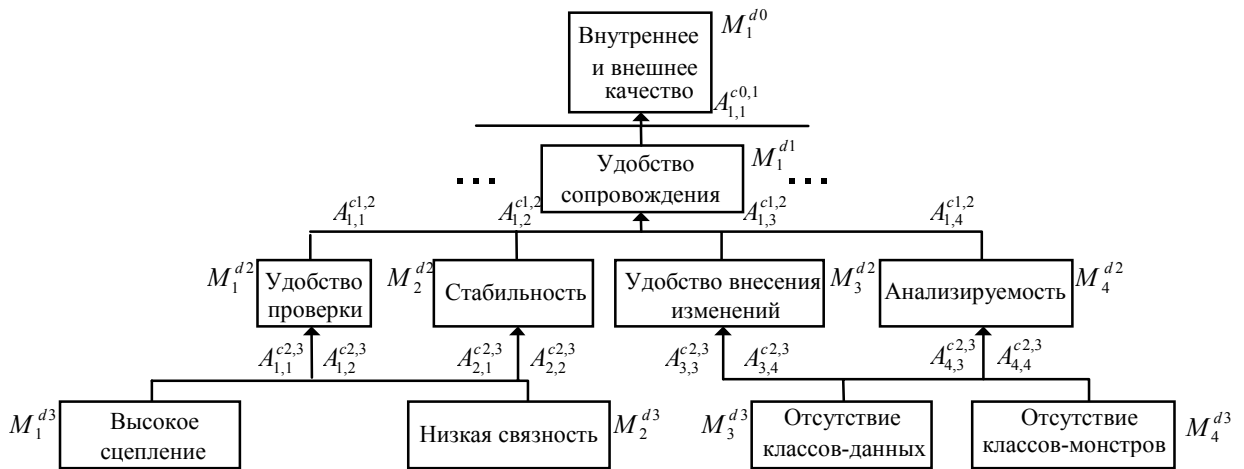 Внутреннее
и внешнее
качество
M_1^{d0}
A_{1,1}^{c0,1}
Удобство
сопровождения
M_1^{d1}
... ...
A_{1,1}^{c1,2} A_{1,2}^{c1,2} A_{1,3}^{c1,2} A_{1,4}^{c1,2}
M_1^{d2}
Удобство
проверки
M_2^{d2}
Стабильность
Удобство внесения
изменений
M_3^{d2}
Анализируемость
M_4^{d2}
A_{1,1}^{c2,3} A_{1,2}^{c2,3} A_{2,1}^{c2,3} A_{2,2}^{c2,3} A_{3,3}^{c2,3} A_{3,4}^{c2,3} A_{4,3}^{c2,3} A_{4,4}^{c2,3}
M_1^{d3}
Высокое
сцепление
Низкая связность
M_2^{d3}
M_3^{d3}
Отсутствие
классов-данных
Отсутствие
классов-монстров
M_4^{d3}